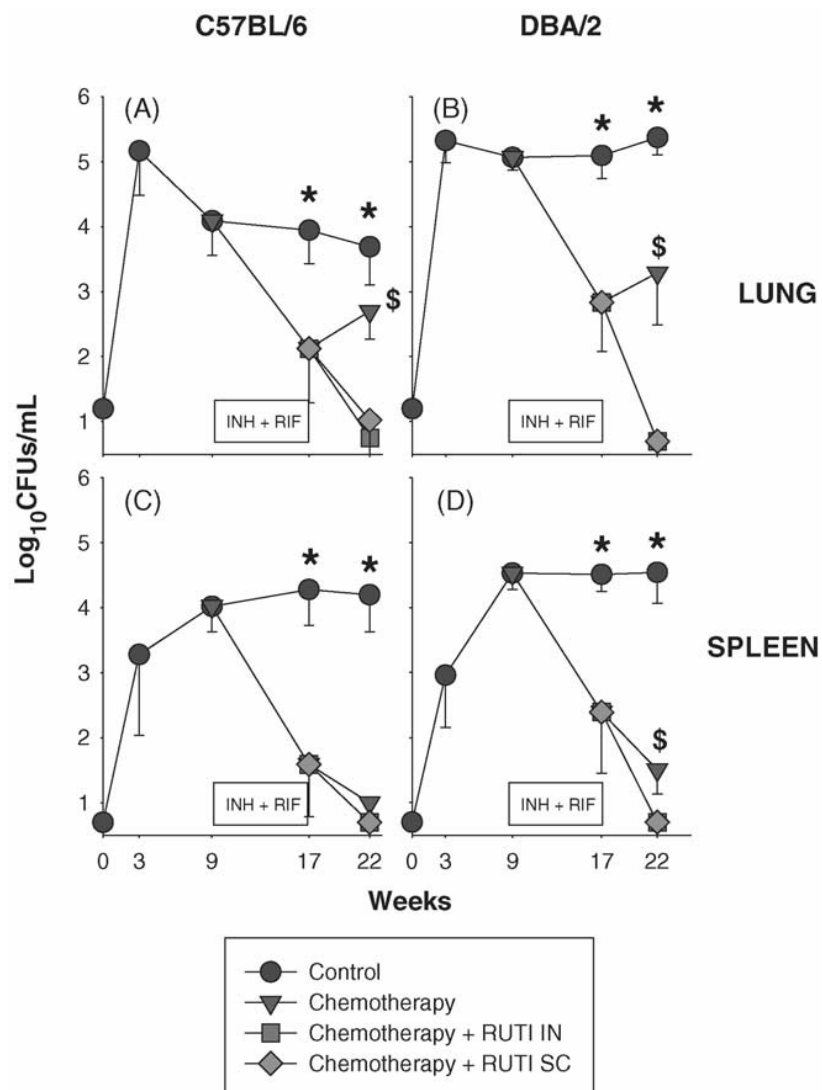 C57BL/6 DBA/2
(A) (B)
6
5
4
3
2
1
* * * *
$ $
INH + RIF INH + RIF
LUNG
(C) (D)
6
5
4
3
2
1
* * * *
$
INH + RIF INH + RIF
SPLEEN
Log10CFUs/mL
0 3 9 17 22 0 3 9 17 22
Weeks
Control
Chemotherapy
Chemotherapy + RUTI IN
Chemotherapy + RUTI SC